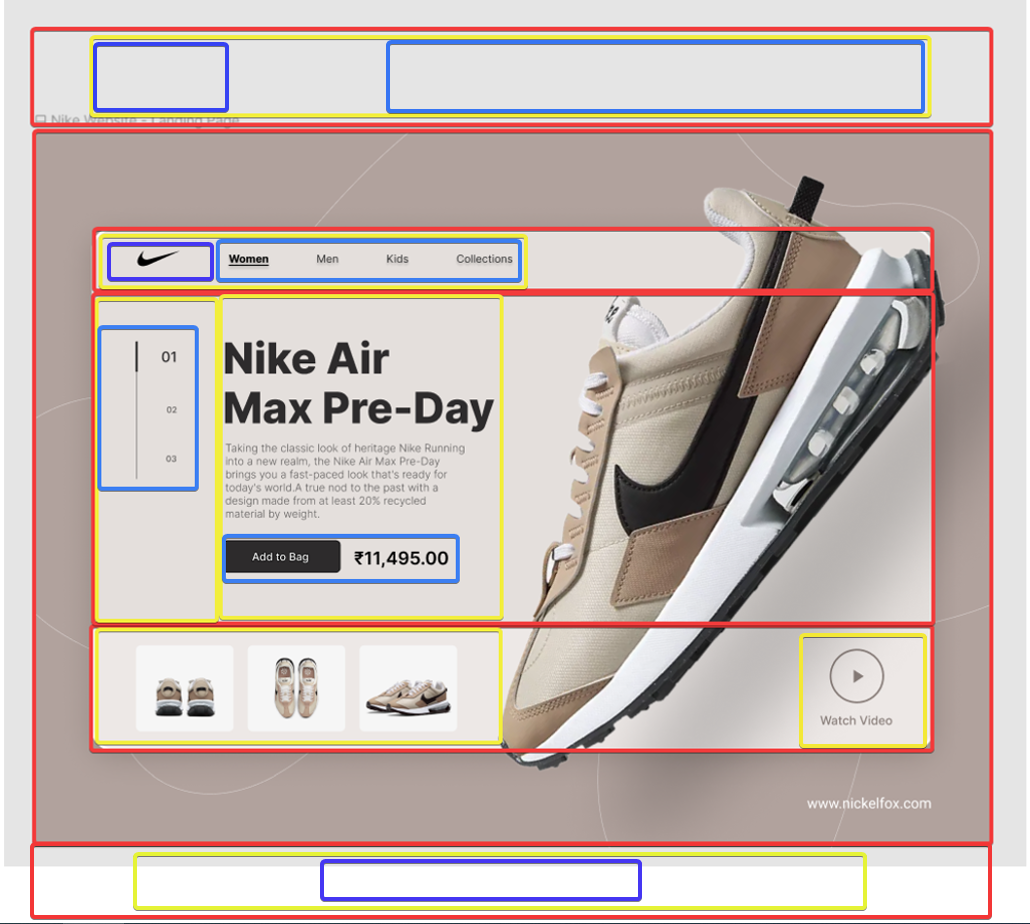 Nike Website - Landing Page
Women Men Kids Collections
01
02
03
Nike Air
Max Pre-Day
Taking the classic look of heritage Nike Running
into a new realm, the Nike Air Max Pre-Day
brings you a fast-paced look that's ready for
today's world.A true nod to the past with a
design made from at least 20% recycled
material by weight.
Add to Bag ₹11,495.00
Watch Video
www.nickelfox.com